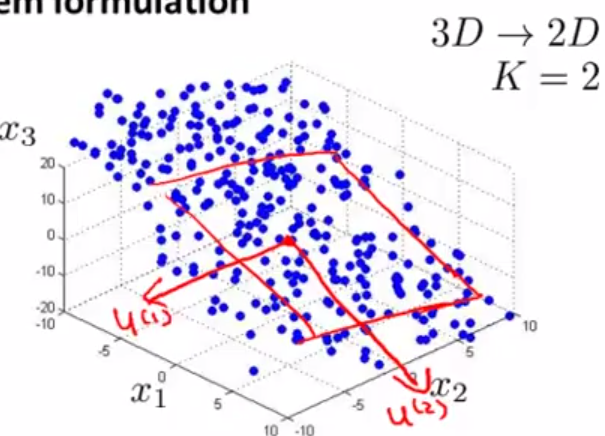 em formulation
3D → 2D
K = 2
x₃
20
10
0
-10
-20
-10
-5
0
5
10
x₁
-10
-5
0
5
10
x₂
u⁽¹⁾
u⁽²⁾